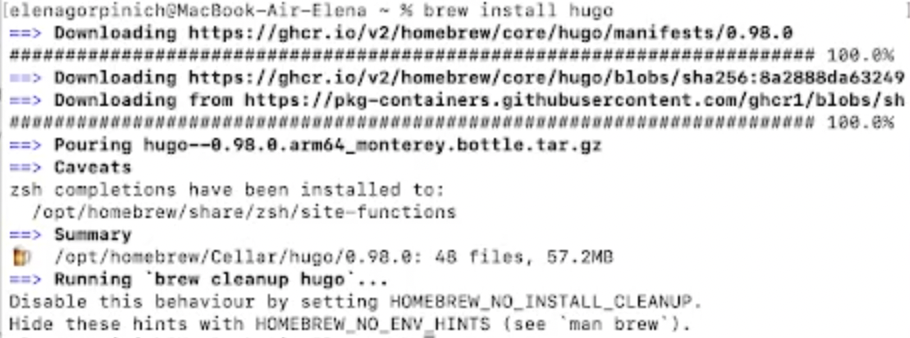 [elenagorpinich@MacBook-Air-Elena ~ % brew install hugo ]
==> Downloading https://ghcr.io/v2/homebrew/core/hugo/manifests/0.98.0
######################################################################## 100.0%
==> Downloading https://ghcr.io/v2/homebrew/core/hugo/blobs/sha256:8a2888da63249
==> Downloading from https://pkg-containers.githubusercontent.com/ghcr1/blobs/sh
######################################################################## 100.0%
==> Pouring hugo--0.98.0.arm64_monterey.bottle.tar.gz
==> Caveats
zsh completions have been installed to:
/opt/homebrew/share/zsh/site-functions
==> Summary
🍺 /opt/homebrew/Cellar/hugo/0.98.0: 48 files, 57.2MB
==> Running `brew cleanup hugo`...
Disable this behaviour by setting HOMEBREW_NO_INSTALL_CLEANUP.
Hide these hints with HOMEBREW_NO_ENV_HINTS (see `man brew`).